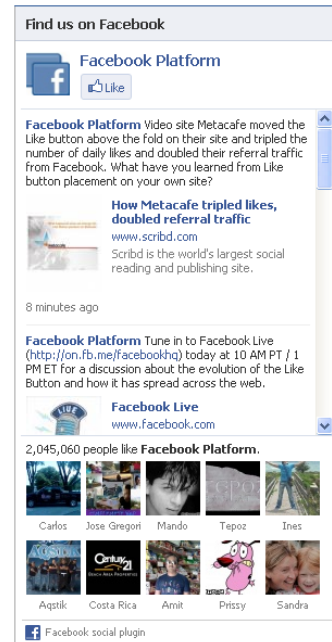 Find us on Facebook
Facebook Platform
Like
Facebook Platform Video site Metacafe moved the
Like button above the fold on their site and tripled the
number of daily likes and doubled their referral traffic
from Facebook. What have you learned from Like
button placement on your own site?
How Metacafe tripled likes,
doubled referral traffic
www.scribd.com
Scribd is the world's largest social
reading and publishing site.
8 minutes ago
Facebook Platform Tune in to Facebook Live
(http://on.fb.me/facebookhq) today at 10 AM PT / 1
PM ET for a discussion about the evolution of the Like
Button and how it has spread across the web.
LIVE
Facebook Live
www.facebook.com
2,045,060 people like Facebook Platform.
Carlos Jose Gregori Mando Tepoz Ines
Century
21
BEACH AREA PROPERTIES
Aqstik Costa Rica Amit Prissy Sandra
Facebook social plugin